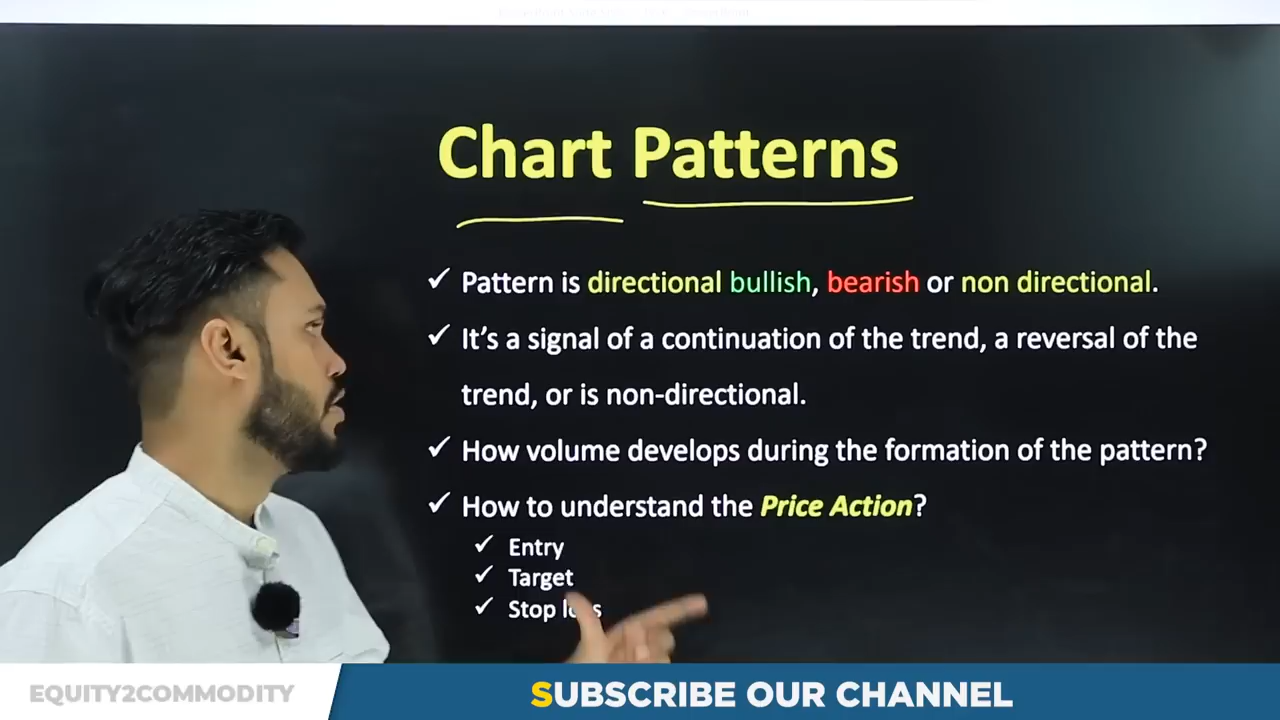 Chart Patterns
✓ Pattern is directional bullish, bearish or non directional.
✓ It’s a signal of a continuation of the trend, a reversal of the
trend, or is non-directional.
✓ How volume develops during the formation of the pattern?
✓ How to understand the Price Action?
✓ Entry
✓ Target
✓ Stop loss
EQUITY2COMMODITY
SUBSCRIBE OUR CHANNEL